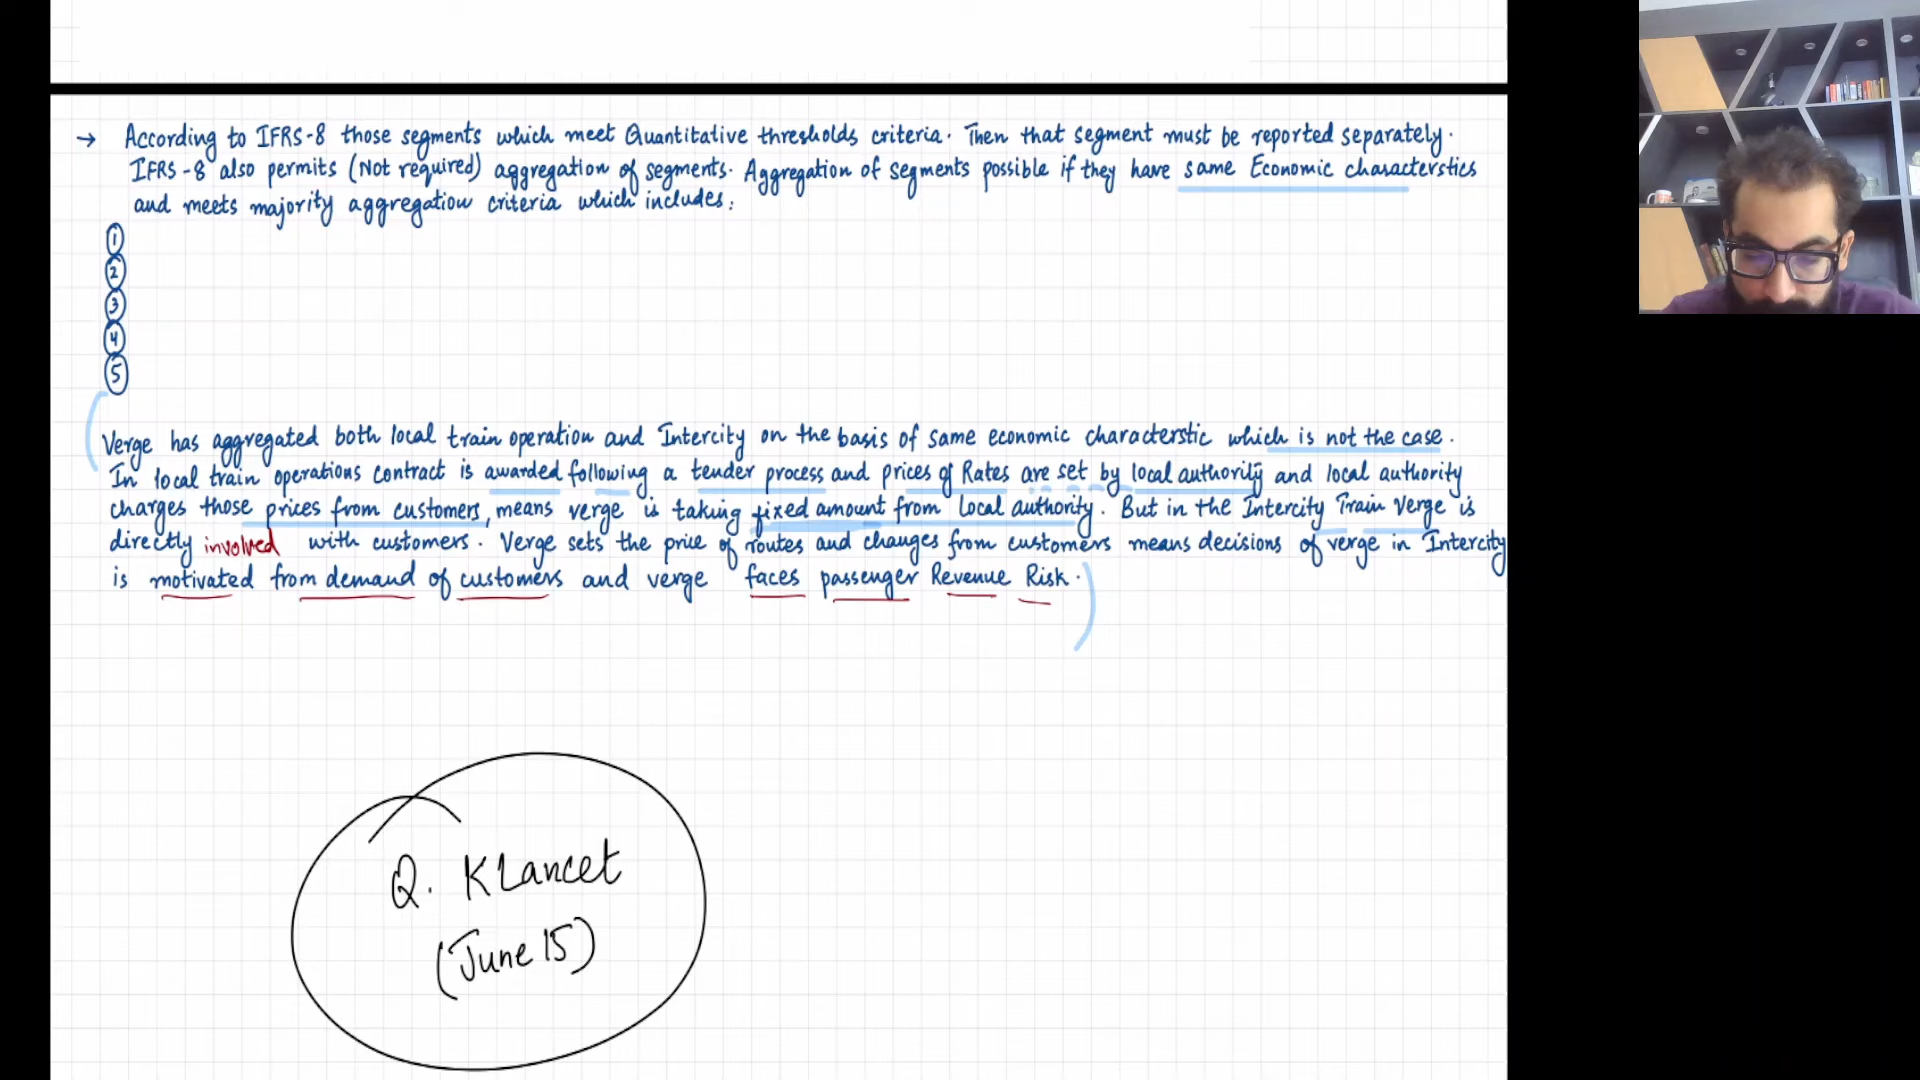 → According to IFRS-8 those segments which meet Quantitative thresholds criteria. Then that segment must be reported separately.
IFRS-8 also permits (Not required) aggregation of segments. Aggregation of segments possible if they have same Economic characterstics
and meets majority aggregation criteria which includes:
1
2
3
4
5
Verge has aggregated both local train operation and Intercity on the basis of same economic characterstic which is not the case.
In local train operations contract is awarded following a tender process and prices of Rates are set by local authority and local authority
charges those prices from customers, means verge is taking fixed amount from local authority. But in the Intercity Train Verge is
directly involved with customers. Verge sets the price of routes and changes from customers means decisions of verge in Intercity
is motivated from demand of customers and verge faces passenger Revenue Risk.
Q. KLancet
(June 15)